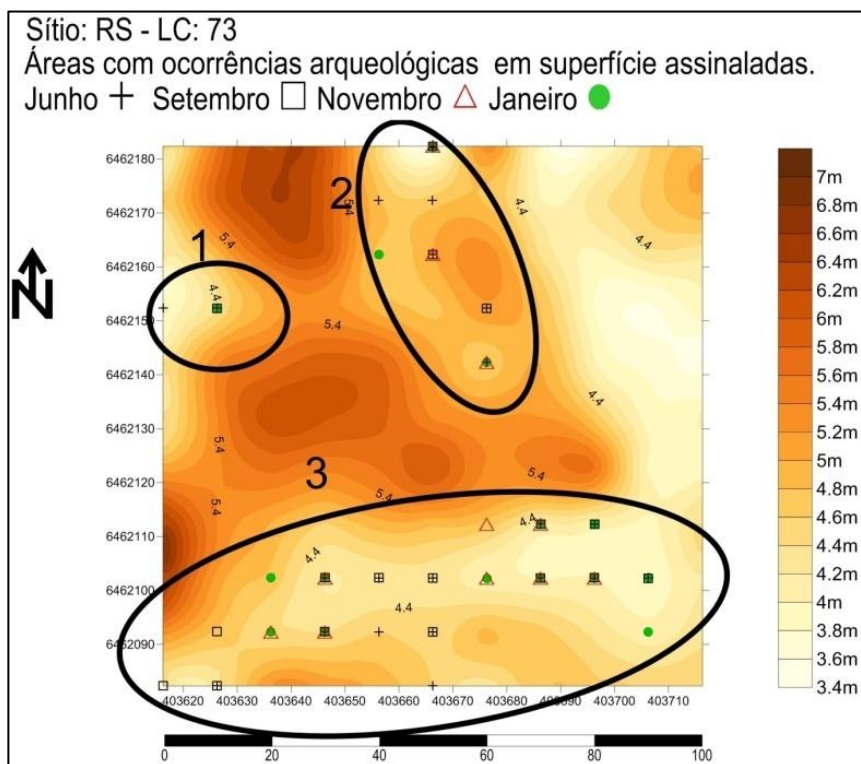 Sítio: RS - LC: 73
Áreas com ocorrências arqueológicas em superfície assinaladas.
Junho Setembro Novembro Janeiro
6462180
6462170
6462160
6462150
6462140
6462130
6462120
6462110
6462100
6462090
403620 403630 403640 403650 403660 403670 403680 403690 403700 403710
N
1
2
3
5.4
5.4
4.4
4.4
4.4
5.4
4.4
5.4
5.4
5.4
5.4
4.4
4.4
4.4
7m
6.8m
6.6m
6.4m
6.2m
6m
5.8m
5.6m
5.4m
5.2m
5m
4.8m
4.6m
4.4m
4.2m
4m
3.8m
3.6m
3.4m
0 20 40 60 80 100